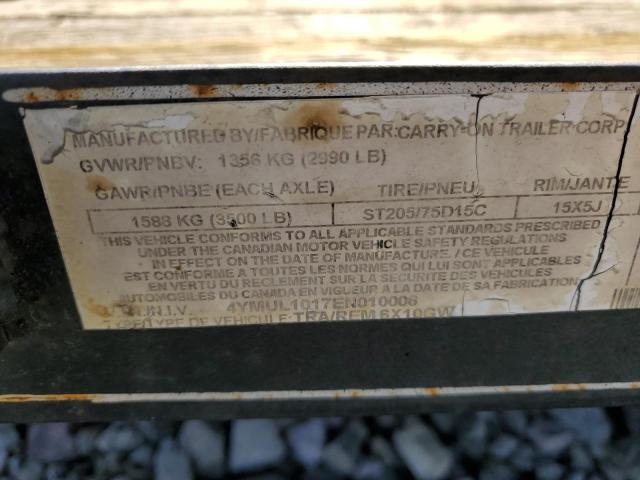 MANUFACTURED BY/FABRIQUE PAR: CARRY-ON TRAILER CORP
GVWR/PNBV: 1356 KG (2990 LB)
GAWR/PNBE (EACH AXLE) TIRE/PNEU RIM/JANTE
1588 KG (3500 LB) ST205/75D15C 15X5J
THIS VEHICLE CONFORMS TO ALL APPLICABLE STANDARDS PRESCRIBED
UNDER THE CANADIAN MOTOR VEHICLE SAFETY REGULATIONS
IN EFFECT ON THE DATE OF MANUFACTURE. / CE VEHICULE
EST CONFORME A TOUTES LES NORMES QUI LUI SONT
EN VERTU DU REGLEMENT SUR LA SECURITE DES VEHICULES
AUTOMOBILES DU CANADA EN VIGUEUR A LA DATE DE SA FABRICATION
V.I.N./N.I.V. 4YMUL1017EN010006
TYPE/TYPE DE VEHICULE: TRA/REM 6X10GW